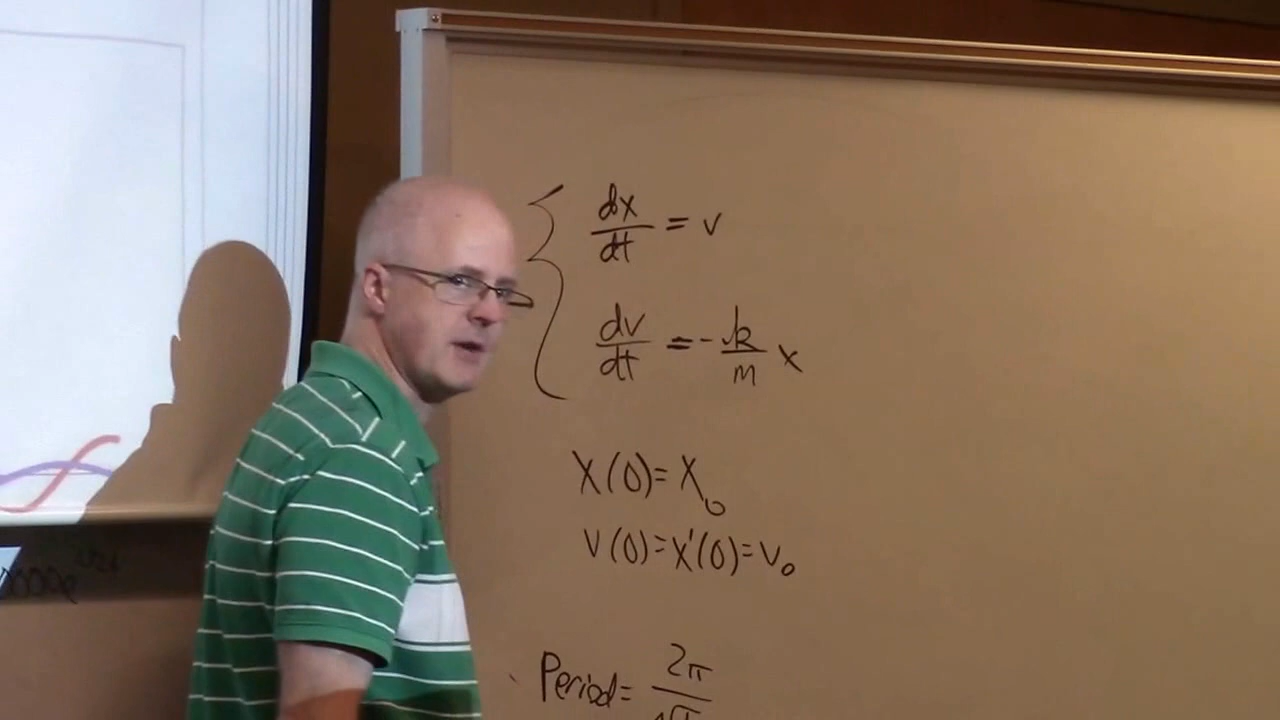 dx/dt = v
dv/dt = -k/m x
x(0)=x₀
v(0)=x'(0)=v₀
Period= 2π